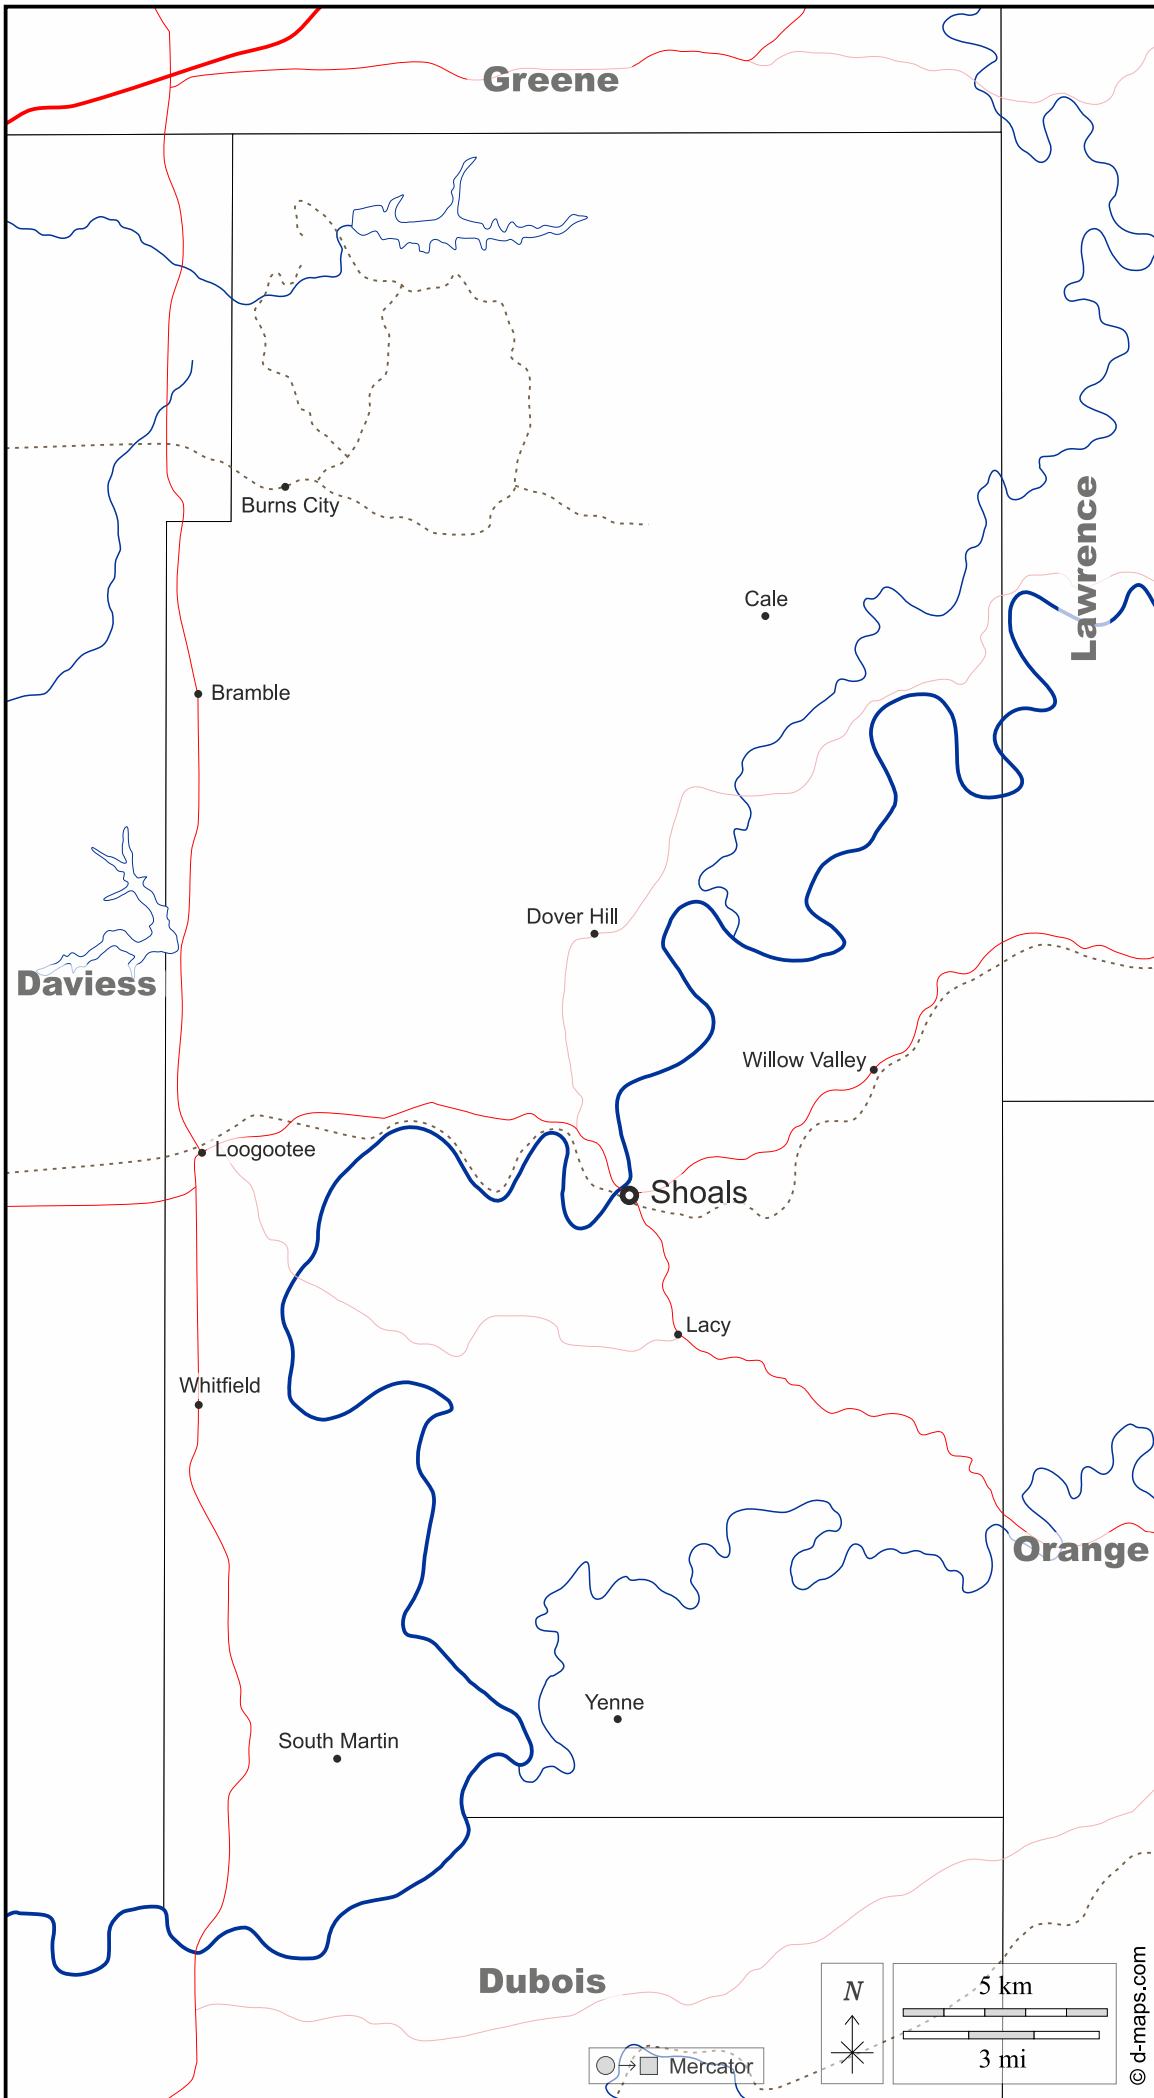 Greene
Burns City
Lawrence
Cale
Bramble
Dover Hill
Daviess
Willow Valley
Loogootee
Shoals
Lacy
Whitfield
Orange
Yenne
South Martin
Dubois
N
5 km
3 mi
Mercator
© d-maps.com